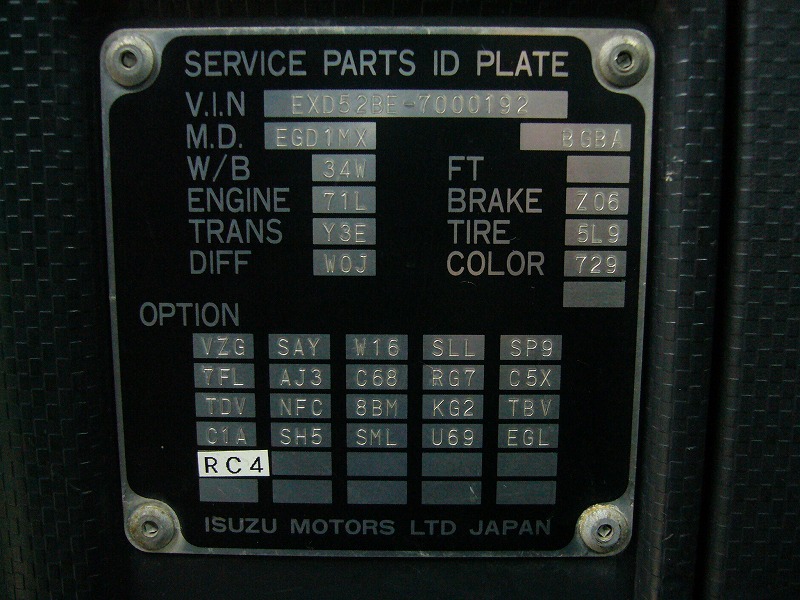 SERVICE PARTS ID PLATE
V.I.N EXD52BE-7000192
M.D. EGD1MX BGBA
W/B 34W FT
ENGINE 71L BRAKE Z06
TRANS Y3E TIRE 5L9
DIFF W0J COLOR 729
OPTION
VZG SAY W16 SLL SP9
7FL AJ3 C68 RG7 C5X
TDV NFC 8BM KG2 TBV
C1A SH5 SML U69 EGL
RC4
ISUZU MOTORS LTD JAPAN